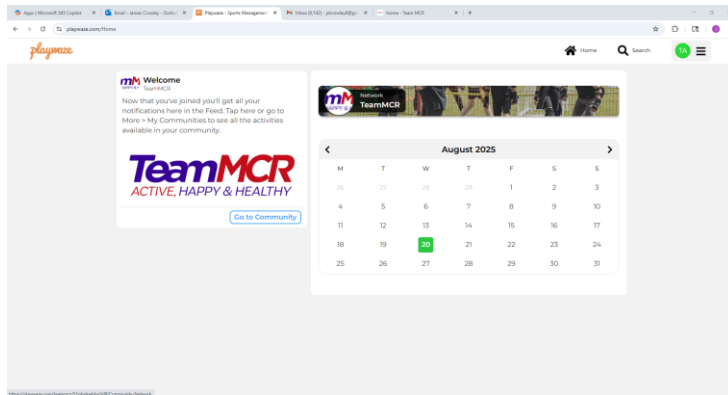 Apps | Microsoft 365 Copilot
Email - James Crowley - Outlo
Playwaze - Sports Managemen
Home - Team MCR
playwaze.com/Home
playwaze
Home
Search
TA
Welcome
TeamMCR
Now that you've joined you'll get all your
notifications here in the Feed. Tap here or go to
More > My Communities to see all the activities
available in your community.
TeamMCR
ACTIVE, HAPPY & HEALTHY
Go to Community
mM
Network
TeamMCR
August 2025
M T W T F S S
26 27 28 29 1 2 3
4 5 6 7 8 9 10
11 12 13 14 15 16 17
18 19 20 21 22 23 24
25 26 27 28 29 30 31